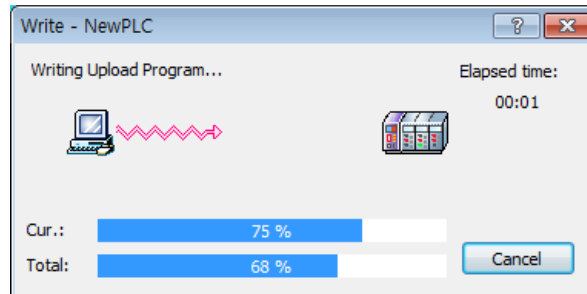 Write - NewPLC
Writing Upload Program...
Elapsed time:
00:01
Cur.: 75 %
Total: 68 %
Cancel